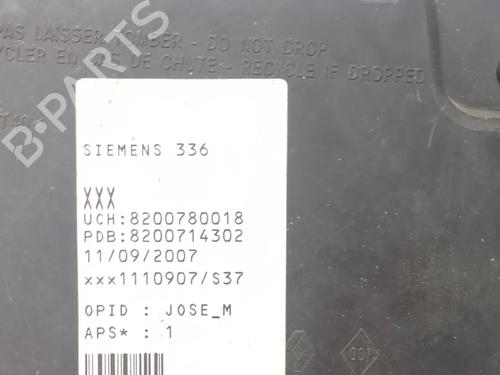 PAS LAISSER TOMBER - DO NOT DROP
CYCLER EN CAS DE CHUTE - RECYCLE IF DROPPED
SIEMENS 336
XXX
UCH:8200780018
PDB:8200714302
11/09/2007
xxx1110907/S37
OPID : JOSE_M
APS* : 1